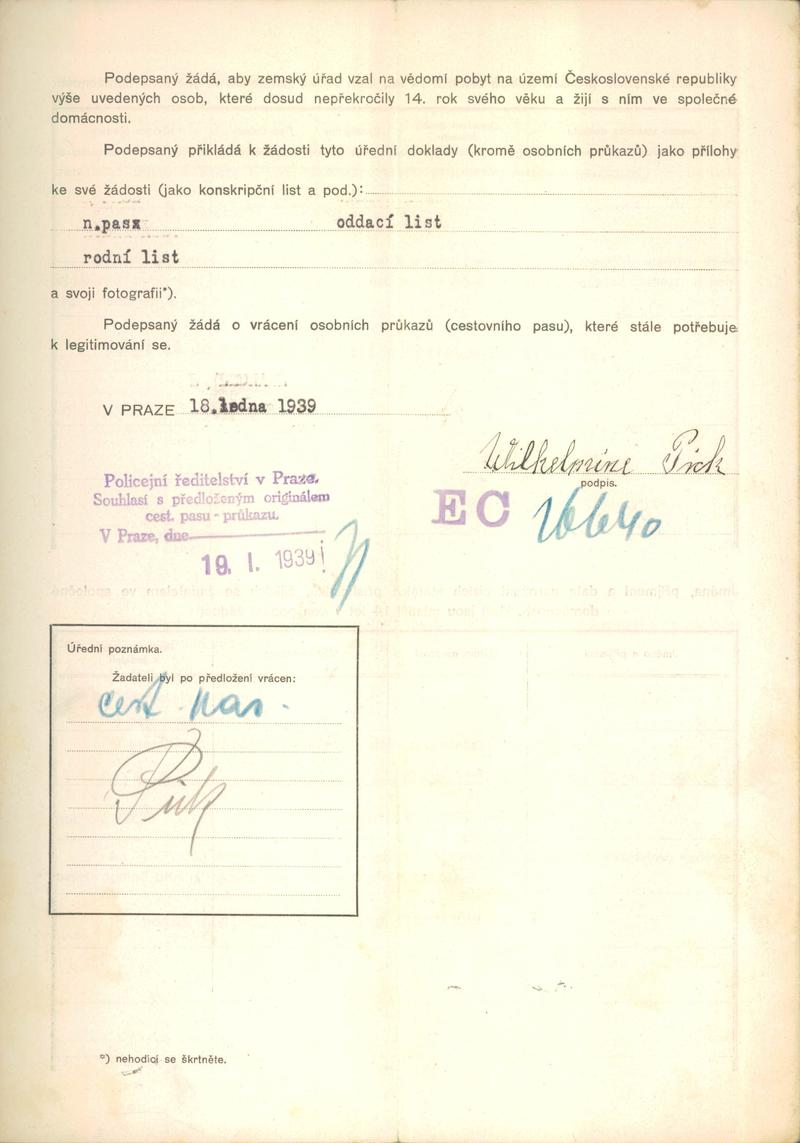 Podepsaný žádá, aby zemský úřad vzal na vědomí pobyt na území Československé republiky
výše uvedených osob, které dosud nepřekročily 14. rok svého věku a žijí s ním ve společné
domácnosti.
Podepsaný přikládá k žádosti tyto úřední doklady (kromě osobních průkazů) jako přílohy
ke své žádosti (jako konskripční list a pod.):
n.pasx oddací list
rodní list
a svoji fotografii*).
Podepsaný žádá o vrácení osobních průkazů (cestovního pasu), které stále potřebuje
k legitimování se.
V PRAZE 18.ledna 1939
Wilhelmine Pick
podpis.
Policejní ředitelství v Praze.
Souhlasí s předloženým originálem
cest. pasu - průkazu.
V Praze, dne
19. I. 1939
EC 16640
Úřední poznámka.
Žadateli byl po předložení vrácen:
cest. pas.
Pick
*) nehodící se škrtněte.